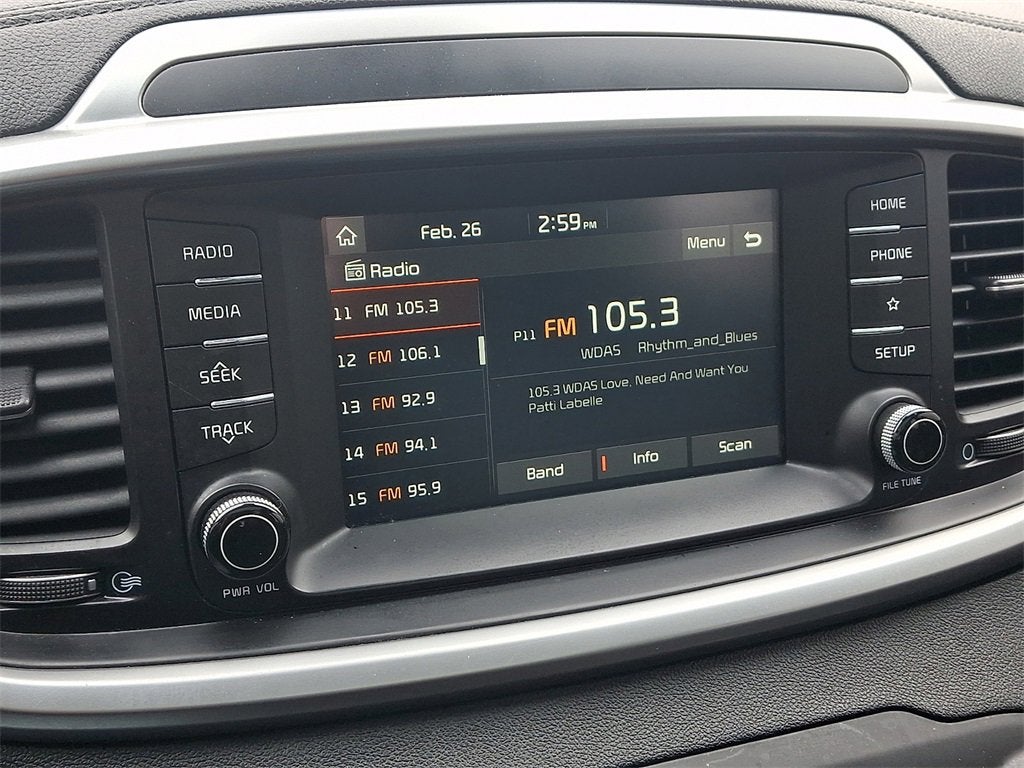 RADIO
MEDIA
SEEK
TRACK
PWR VOL
Feb. 26
2:59 PM
Menu
Radio
11 FM 105.3
12 FM 106.1
13 FM 92.9
14 FM 94.1
15 FM 95.9
P11 FM 105.3
WDAS Rhythm_and_Blues
105.3 WDAS Love, Need And Want You
Patti Labelle
Band
Info
Scan
HOME
PHONE
SETUP
FILE TUNE